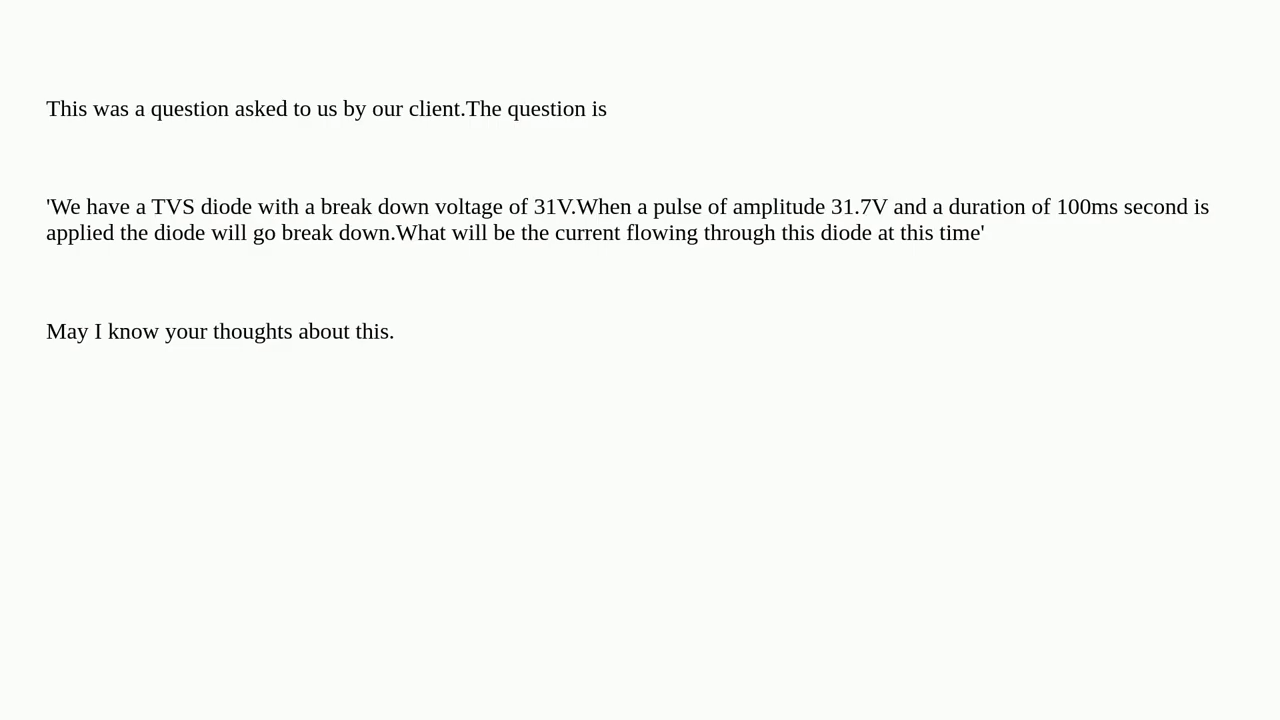 This was a question asked to us by our client.The question is
'We have a TVS diode with a break down voltage of 31V.When a pulse of amplitude 31.7V and a duration of 100ms second is
applied the diode will go break down.What will be the current flowing through this diode at this time'
May I know your thoughts about this.